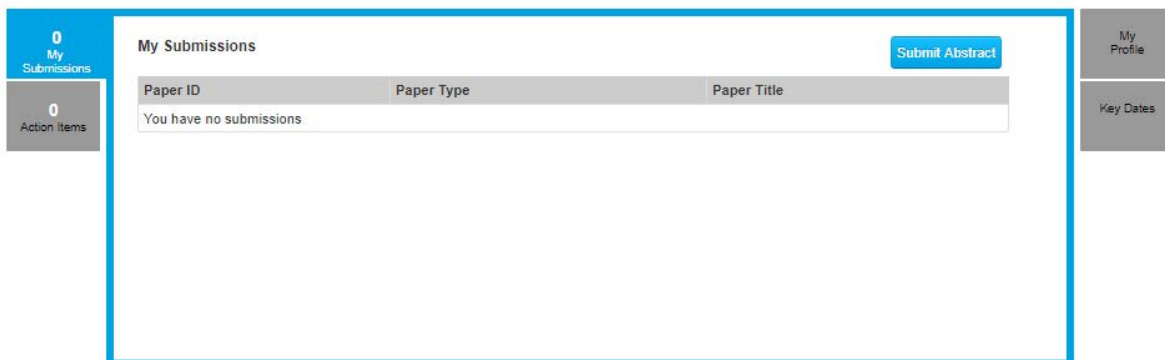 0
My
Submissions
0
Action Items
My Submissions
Submit Abstract
Paper ID Paper Type Paper Title
You have no submissions
My
Profile
Key Dates